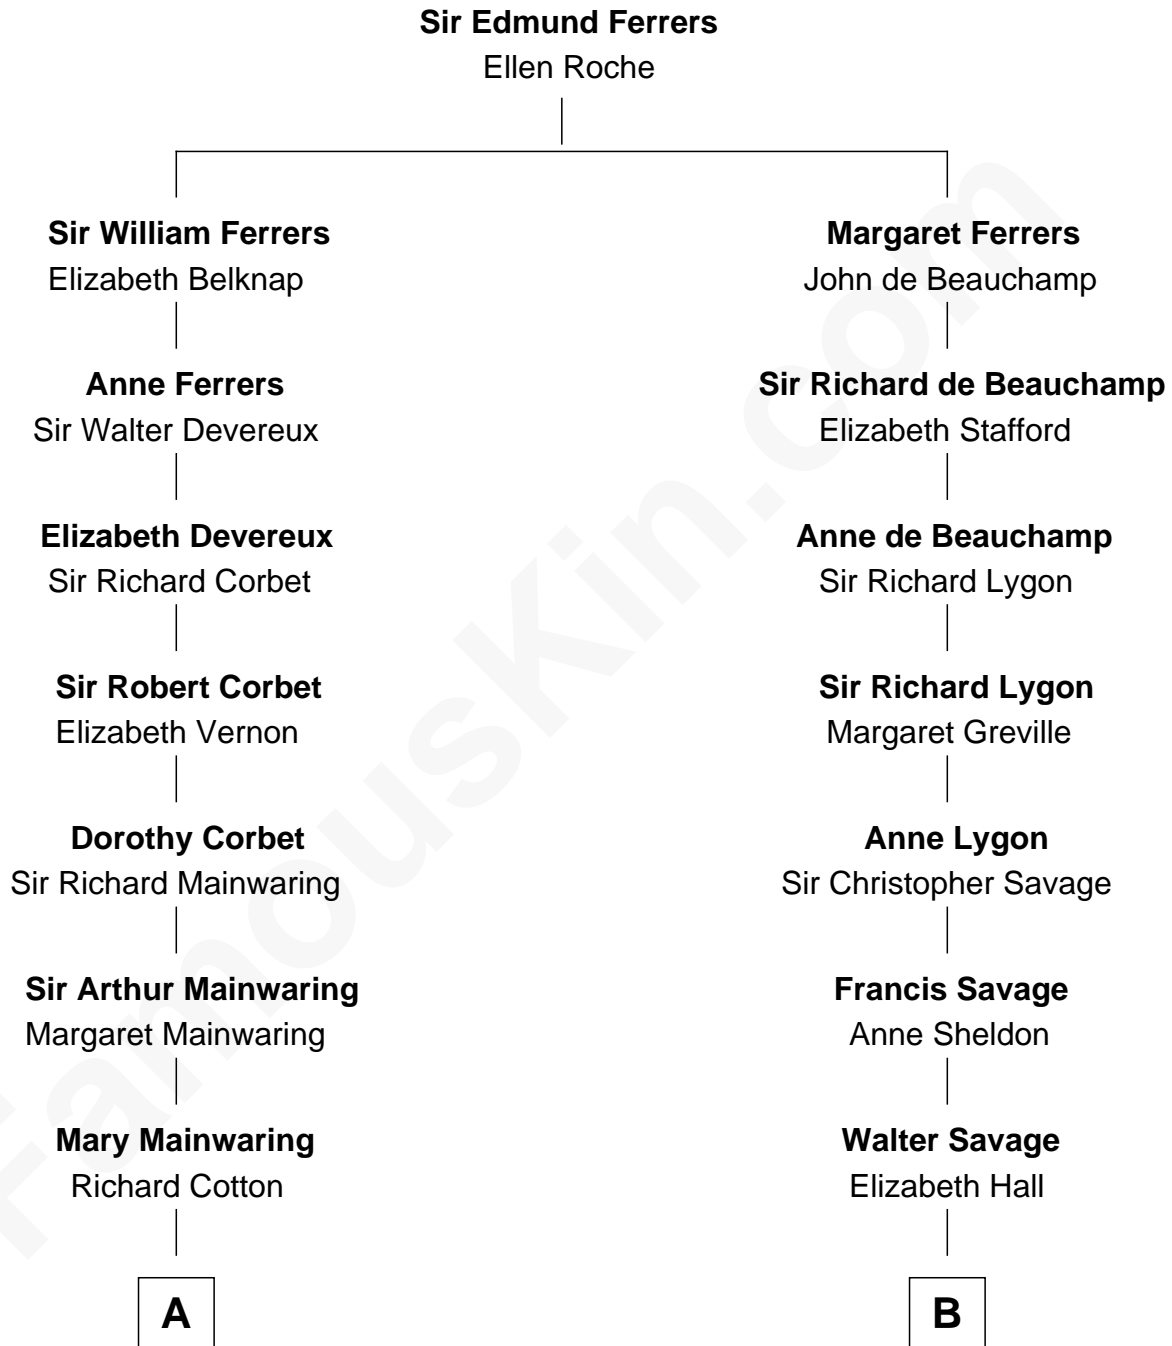 Sir Edmund Ferrers
Ellen Roche
Sir William Ferrers
Elizabeth Belknap
Margaret Ferrers
John de Beauchamp
Anne Ferrers
Sir Walter Devereux
Sir Richard de Beauchamp
Elizabeth Stafford
Elizabeth Devereux
Sir Richard Corbet
Anne de Beauchamp
Sir Richard Lygon
Sir Robert Corbet
Elizabeth Vernon
Sir Richard Lygon
Margaret Greville
Dorothy Corbet
Sir Richard Mainwaring
Anne Lygon
Sir Christopher Savage
Sir Arthur Mainwaring
Margaret Mainwaring
Francis Savage
Anne Sheldon
Mary Mainwaring
Richard Cotton
Walter Savage
Elizabeth Hall
A
B
FamousKin.com